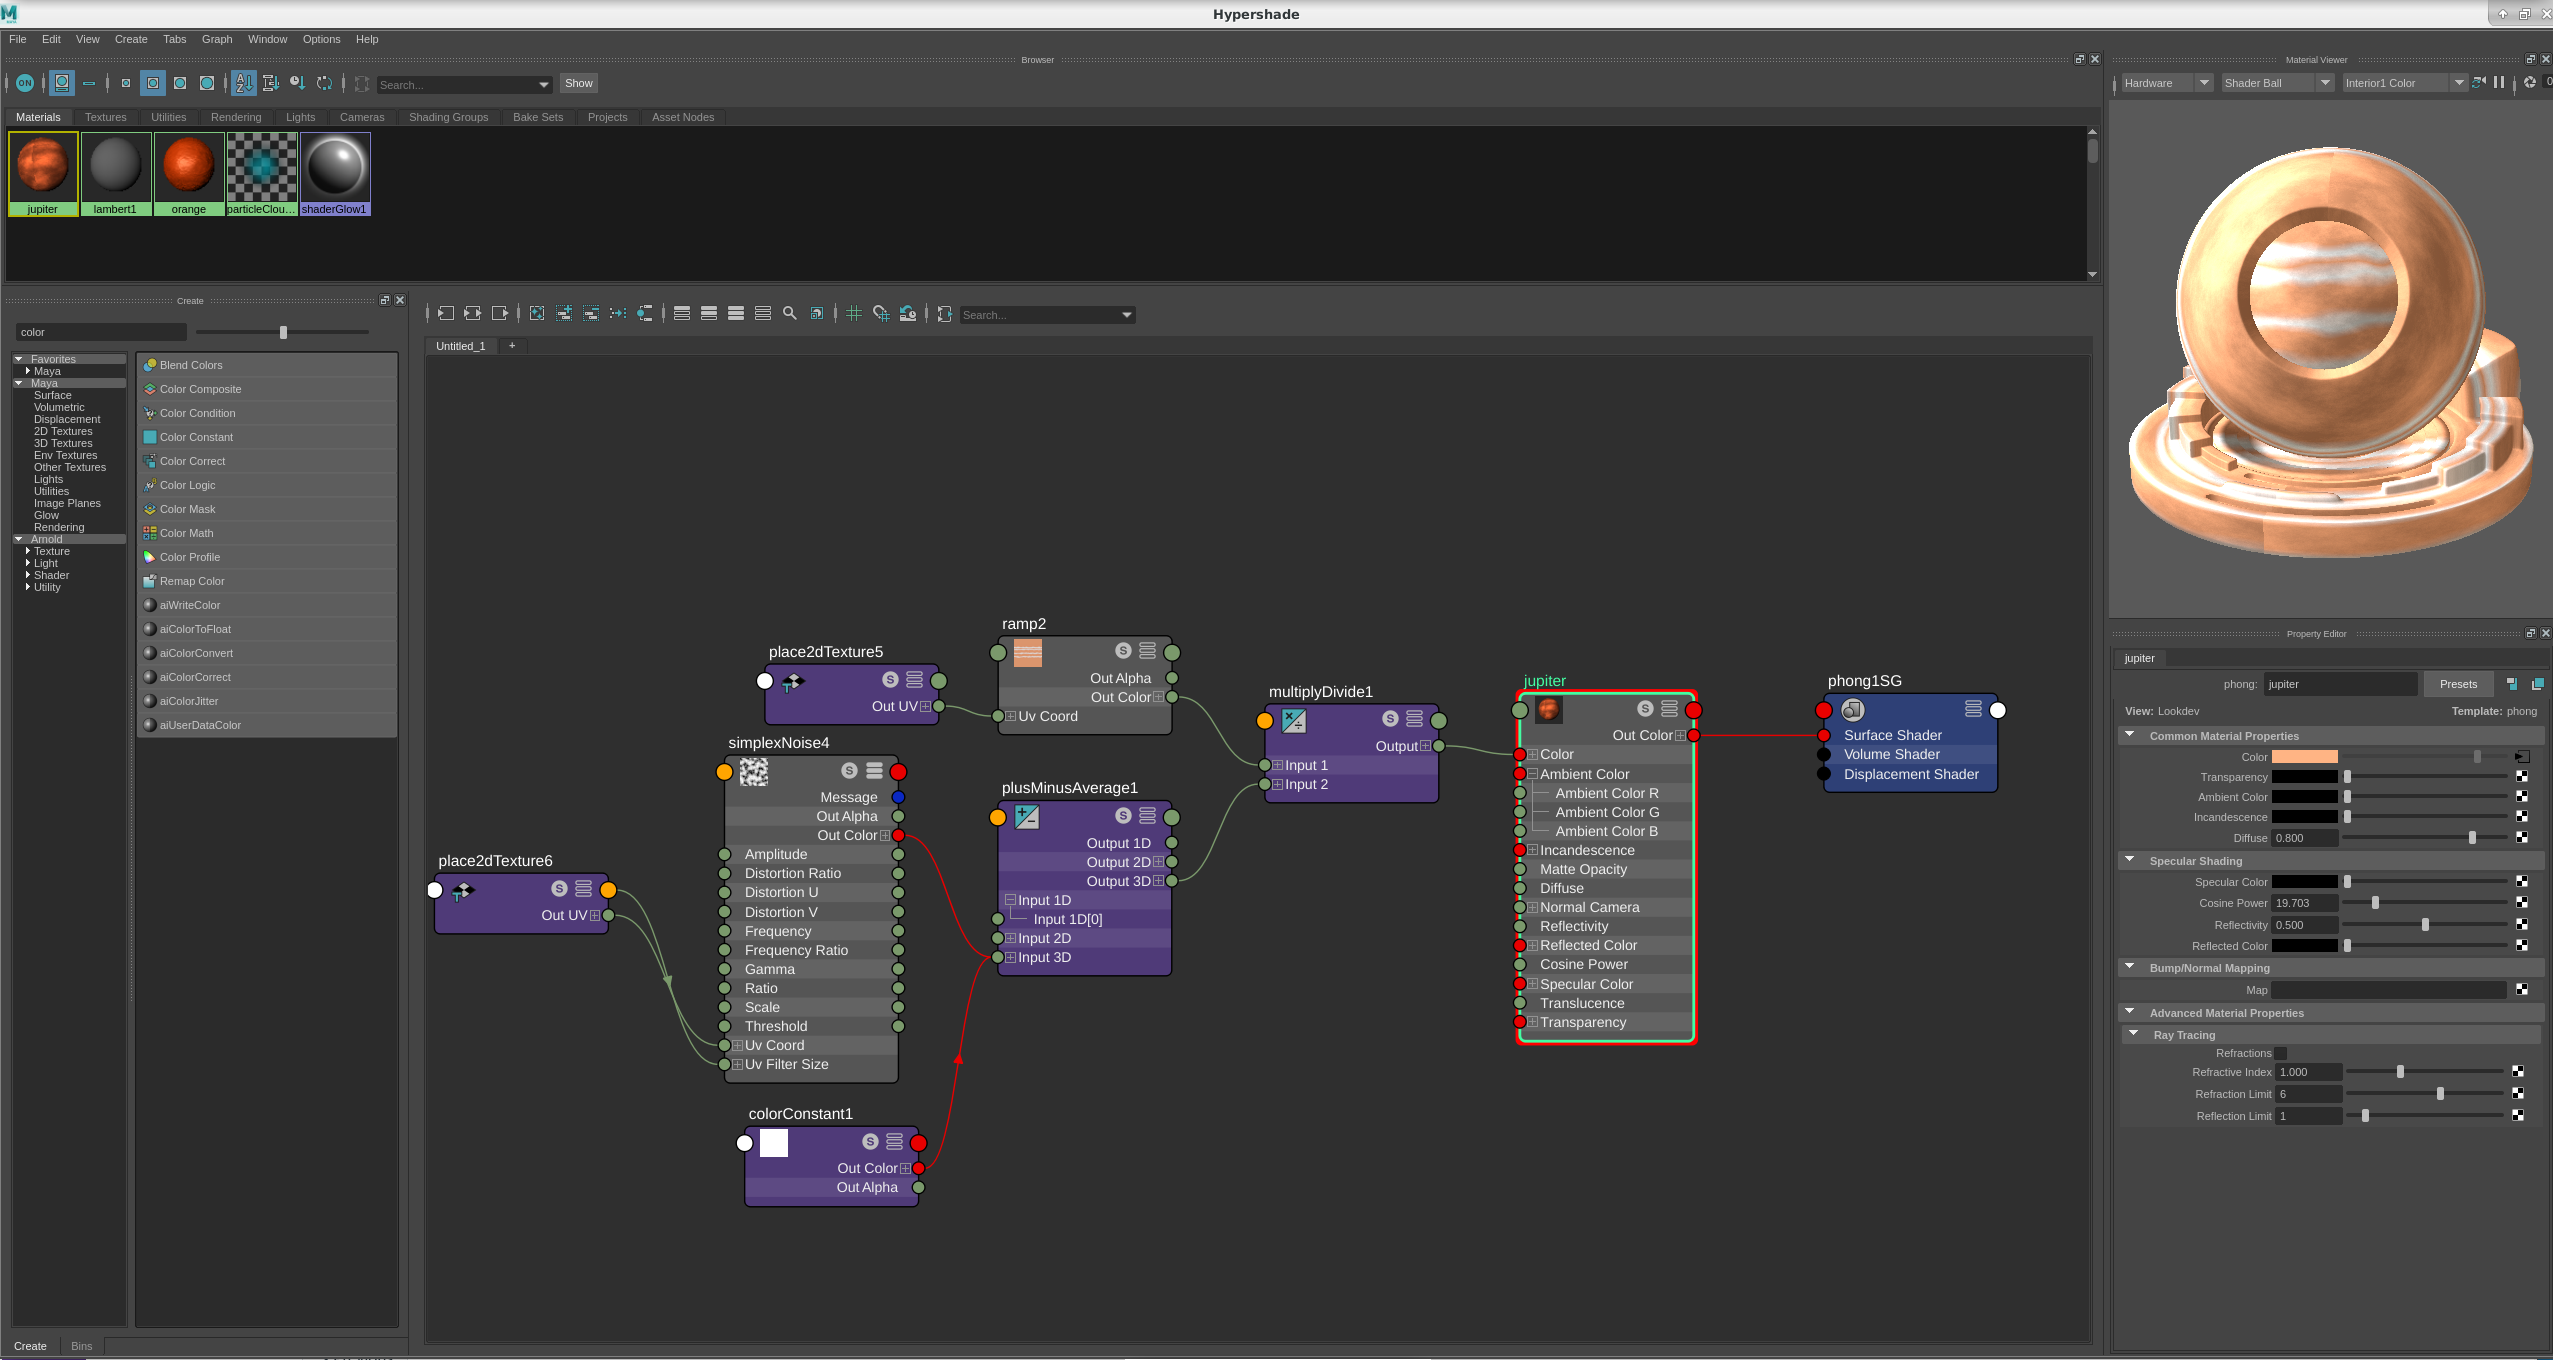 Hypershade
File Edit View Create Tabs Graph Window Options Help
Browser
ON
Search...
Show
Materials Textures Utilities Rendering Lights Cameras Shading Groups Bake Sets Projects Asset Nodes
jupiter lambert1 orange particleClou... shaderGlow1
Create
color
Favorites
Maya
Maya
Surface
Volumetric
Displacement
2D Textures
3D Textures
Env Textures
Other Textures
Lights
Utilities
Image Planes
Glow
Rendering
Arnold
Texture
Light
Shader
Utility
Blend Colors
Color Composite
Color Condition
Color Constant
Color Correct
Color Logic
Color Mask
Color Math
Color Profile
Remap Color
aiWriteColor
aiColorToFloat
aiColorConvert
aiColorCorrect
aiColorJitter
aiUserDataColor
Create Bins
Search...
Untitled_1 +
place2dTexture6
S
Out UV
place2dTexture5
S
Out UV
simplexNoise4
S
Message
Out Alpha
Out Color
Amplitude
Distortion Ratio
Distortion U
Distortion V
Frequency
Frequency Ratio
Gamma
Ratio
Scale
Threshold
Uv Coord
Uv Filter Size
colorConstant1
S
Out Color
Out Alpha
ramp2
S
Out Alpha
Out Color
Uv Coord
plusMinusAverage1
S
Output 1D
Output 2D
Output 3D
Input 1D
Input 1D[0]
Input 2D
Input 3D
multiplyDivide1
S
Output
Input 1
Input 2
jupiter
S
Out Color
Color
Ambient Color
Ambient Color R
Ambient Color G
Ambient Color B
Incandescence
Matte Opacity
Diffuse
Normal Camera
Reflectivity
Reflected Color
Cosine Power
Specular Color
Translucence
Transparency
phong1SG
Surface Shader
Volume Shader
Displacement Shader
Material Viewer
Hardware Shader Ball Interior1 Color
Property Editor
jupiter
phong: jupiter Presets
View: Lookdev Template: phong
Common Material Properties
Color
Transparency
Ambient Color
Incandescence
Diffuse 0.800
Specular Shading
Specular Color
Cosine Power 19.703
Reflectivity 0.500
Reflected Color
Bump/Normal Mapping
Map
Advanced Material Properties
Ray Tracing
Refractions
Refractive Index 1.000
Refraction Limit 6
Reflection Limit 1